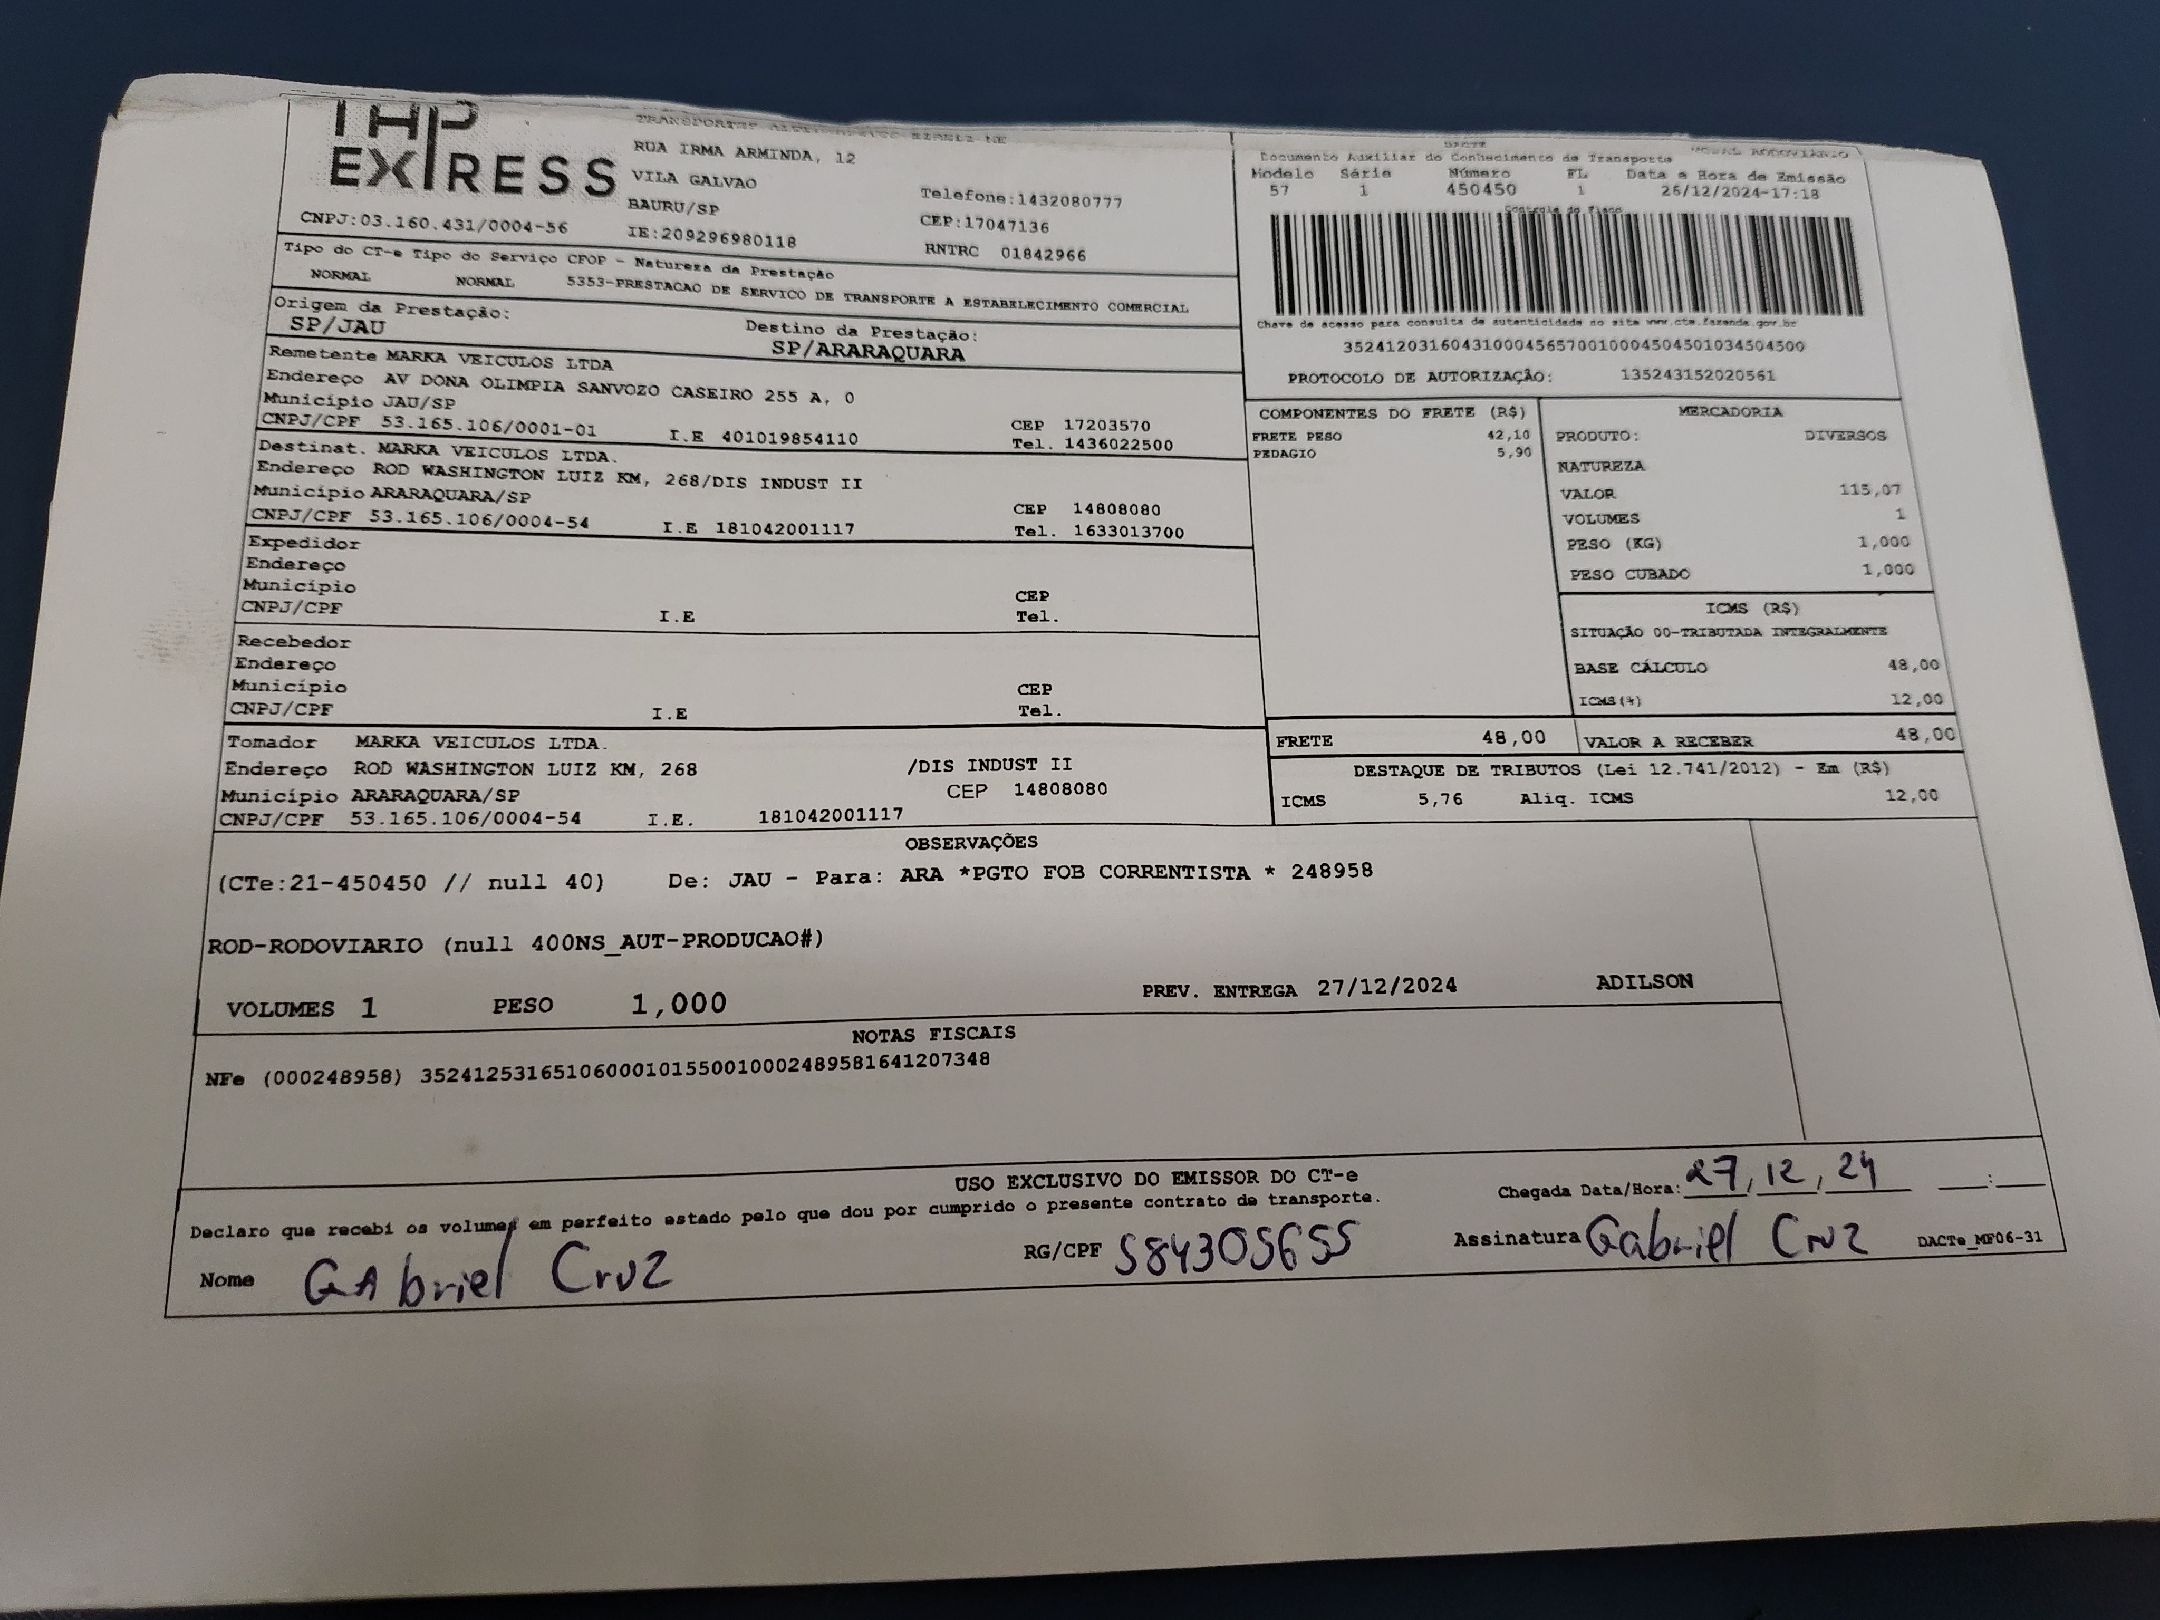 THP
EXPRESS
RUA IRMA ARMINDA, 12
VILA GALVAO
BAURU/SP
Telefone:1432080777
CEP:17047136
CNPJ:03.160.431/0004-56
IE:209296980118
RNTRC 01842966
DACTE
MODAL RODOVIÁRIO
Documento Auxiliar do Conhecimento de Transporte
Modelo Série Número FL Data e Hora de Emissão
57 1 450450 1 26/12/2024-17:18
Controle do Fisco
Chave de acesso para consulta de autenticidade no site www.cte.fazenda.gov.br
35241203160431000456570010004504501034504500
PROTOCOLO DE AUTORIZAÇÃO: 135243152020561
Tipo do CT-e Tipo do Serviço CFOP - Natureza da Prestação
NORMAL NORMAL 5353-PRESTACAO DE SERVICO DE TRANSPORTE A ESTABELECIMENTO COMERCIAL
Origem da Prestação: Destino da Prestação:
SP/JAU SP/ARARAQUARA
Remetente MARKA VEICULOS LTDA
Endereço AV DONA OLIMPIA SANVOZO CASEIRO 255 A, 0
Município JAU/SP CEP 17203570
CNPJ/CPF 53.165.106/0001-01 I.E 401019854110 Tel. 1436022500
Destinat. MARKA VEICULOS LTDA.
Endereço ROD WASHINGTON LUIZ KM, 268/DIS INDUST II
Município ARARAQUARA/SP CEP 14808080
CNPJ/CPF 53.165.106/0004-54 I.E 181042001117 Tel. 1633013700
Expedidor
Endereço
Município CEP
CNPJ/CPF I.E Tel.
Recebedor
Endereço
Município CEP
CNPJ/CPF I.E Tel.
Tomador MARKA VEICULOS LTDA.
Endereço ROD WASHINGTON LUIZ KM, 268 /DIS INDUST II
Município ARARAQUARA/SP CEP 14808080
CNPJ/CPF 53.165.106/0004-54 I.E. 181042001117
COMPONENTES DO FRETE (R$)
FRETE PESO 42,10
PEDAGIO 5,90
MERCADORIA
PRODUTO: DIVERSOS
NATUREZA
VALOR 115,07
VOLUMES 1
PESO (KG) 1,000
PESO CUBADO 1,000
ICMS (R$)
SITUAÇÃO 00-TRIBUTADA INTEGRALMENTE
BASE CÁLCULO 48,00
ICMS(%) 12,00
FRETE 48,00 VALOR A RECEBER 48,00
DESTAQUE DE TRIBUTOS (Lei 12.741/2012) - Em (R$)
ICMS 5,76 Aliq. ICMS 12,00
OBSERVAÇÕES
(CTe:21-450450 // null 40) De: JAU - Para: ARA *PGTO FOB CORRENTISTA * 248958
ROD-RODOVIARIO (null 400NS_AUT-PRODUCAO#)
VOLUMES 1 PESO 1,000 PREV. ENTREGA 27/12/2024 ADILSON
NOTAS FISCAIS
NFe (000248958) 35241253165106000101550010002489581641207348
USO EXCLUSIVO DO EMISSOR DO CT-e
Declaro que recebi os volumes em perfeito estado pelo que dou por cumprido o presente contrato de transporte.
Chegada Data/Hora: 27, 12, 24 :
Nome GAbriel Cruz RG/CPF 584305655 Assinatura Gabriel Cruz DACTe_MF06-31